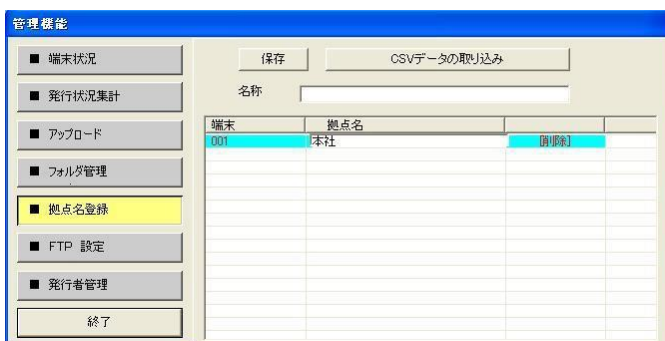 管理機能
■ 端末状況
■ 発行状況集計
■ アップロード
■ フォルダ管理
■ 拠点名登録
■ FTP 設定
■ 発行者管理
終了
保存 CSVデータの取り込み
名称
端末 拠点名
001 本社 [削除]